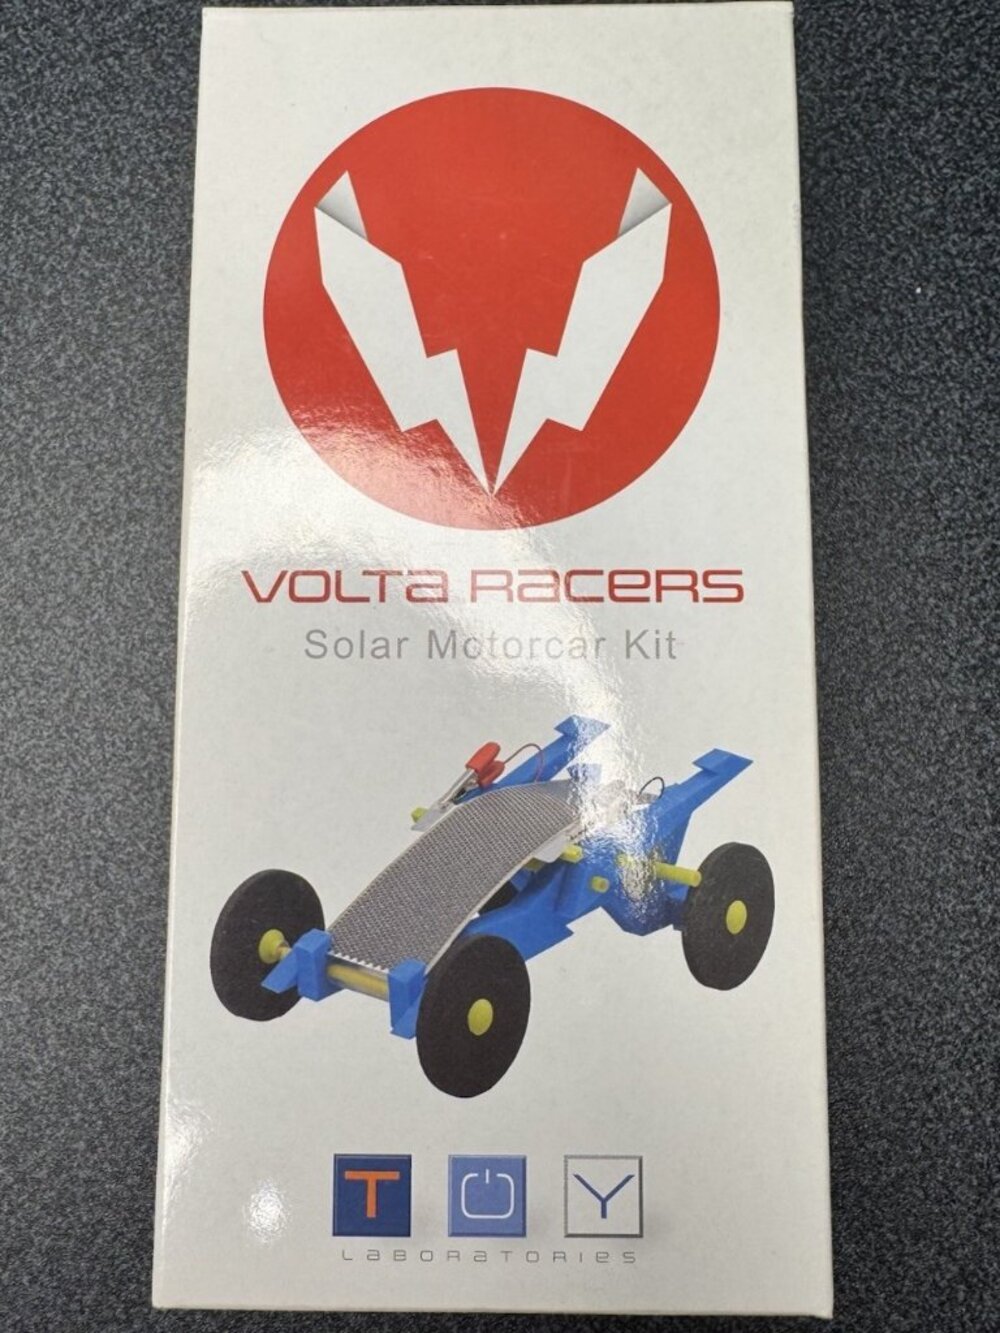 VOLTa RaceRS
Solar Motorcar Kit
T O Y
LaBORaTORIeS